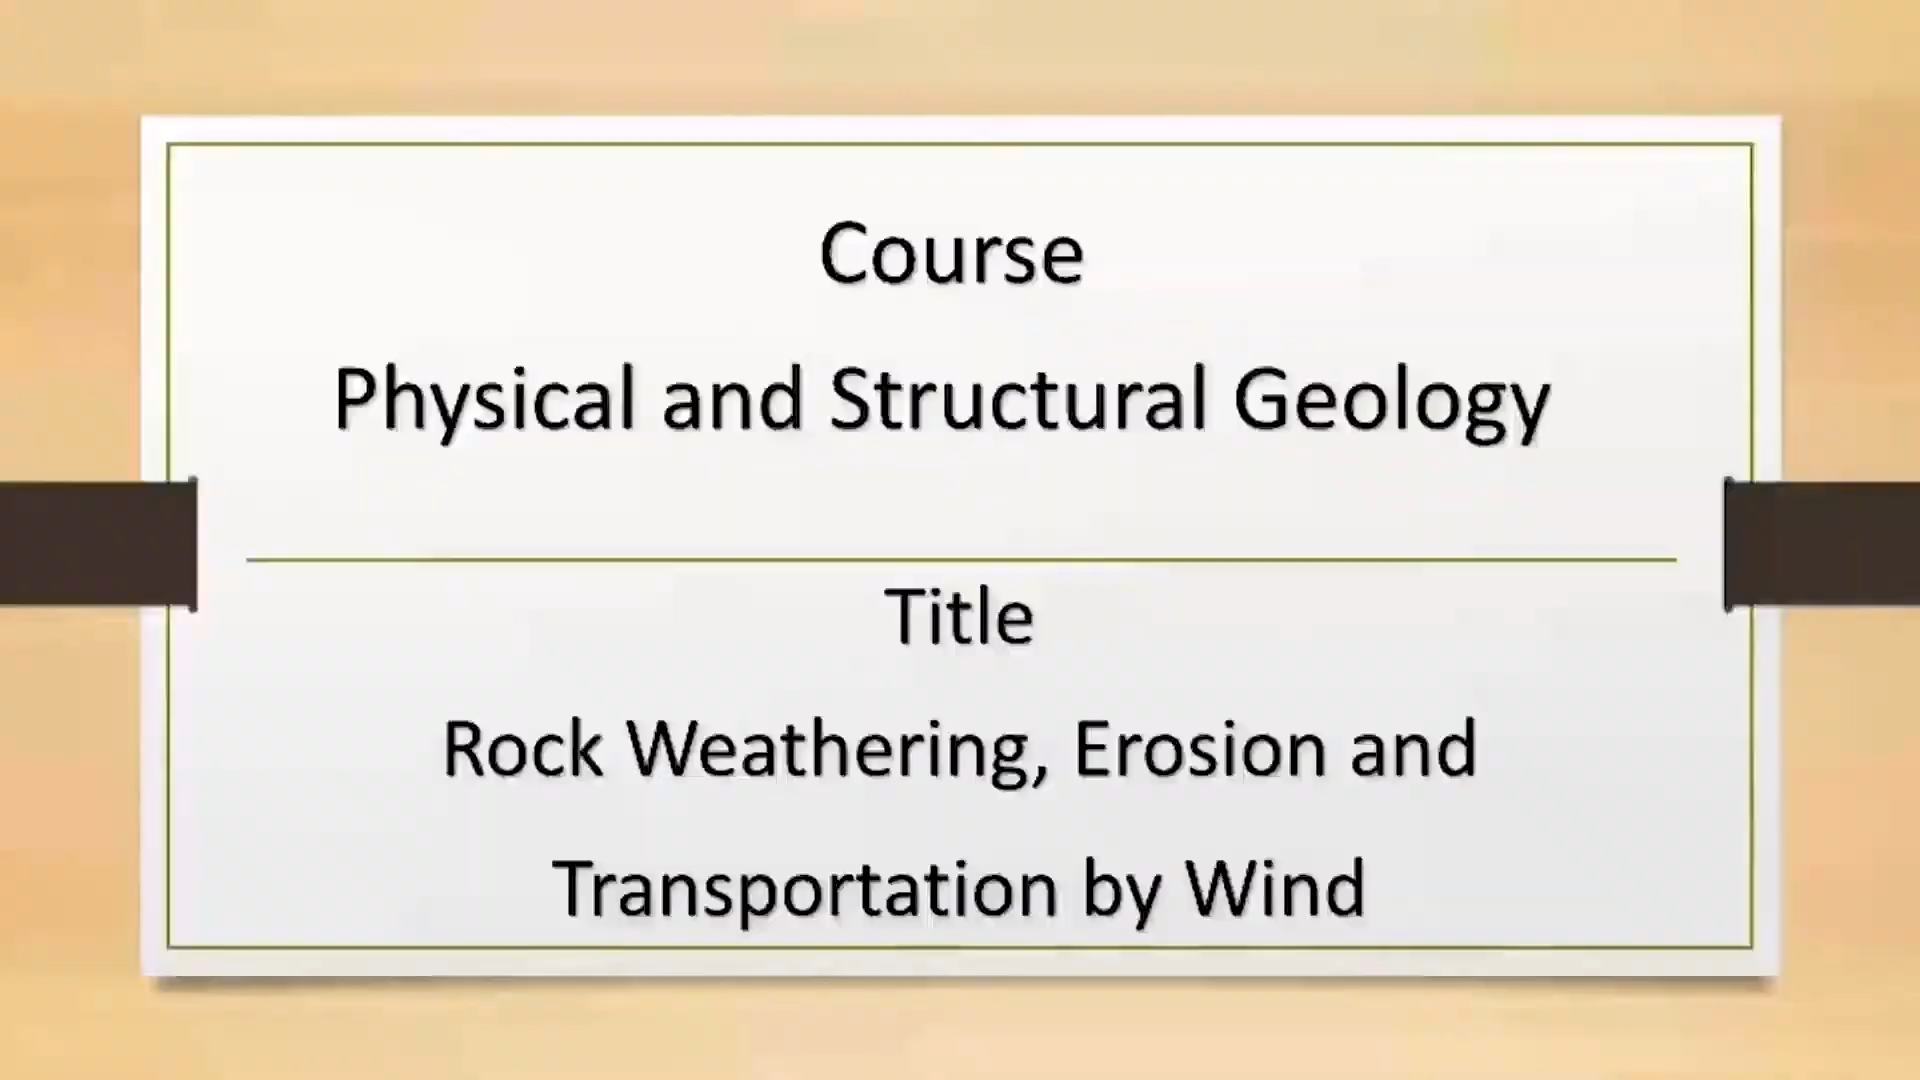 Course
Physical and Structural Geology
Title
Rock Weathering, Erosion and
Transportation by Wind